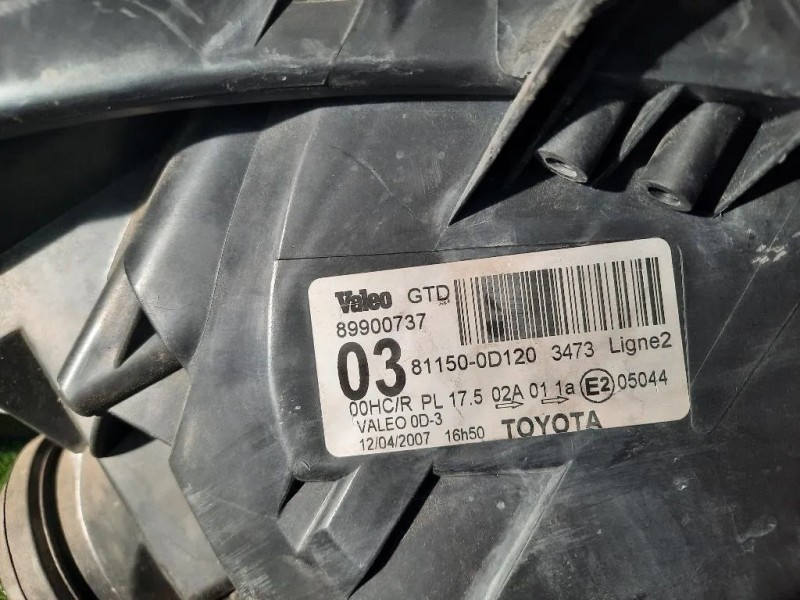 Valeo GTD
89900737
03 81150-0D120 3473 Ligne2
00HC/R PL 17.5 02A 01 1a E2 05044
VALEO 0D-3
12/04/2007 16h50 TOYOTA